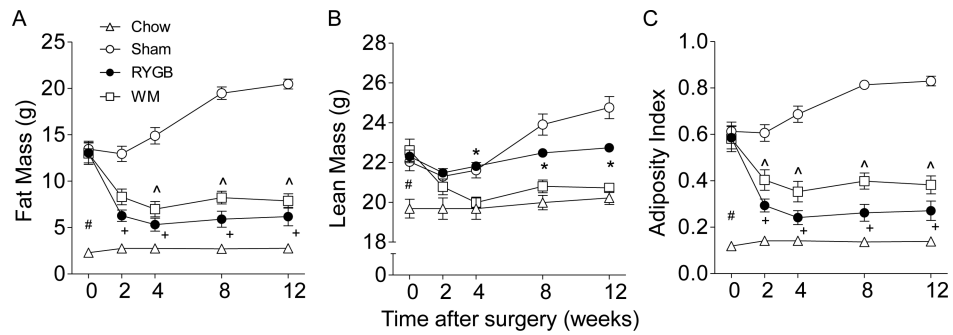 A B C
Chow
Sham
RYGB
WM
Fat Mass (g)
25
20
15
10
5
0
# ^ ^ ^
+ + + +
0 2 4 8 12
Lean Mass (g)
28
26
24
22
20
18
0
# * * *
0 2 4 8 12
Adiposity Index
1.0
0.8
0.6
0.4
0.2
0.0
# ^ ^ ^ ^
+ + + +
0 2 4 8 12
Time after surgery (weeks)